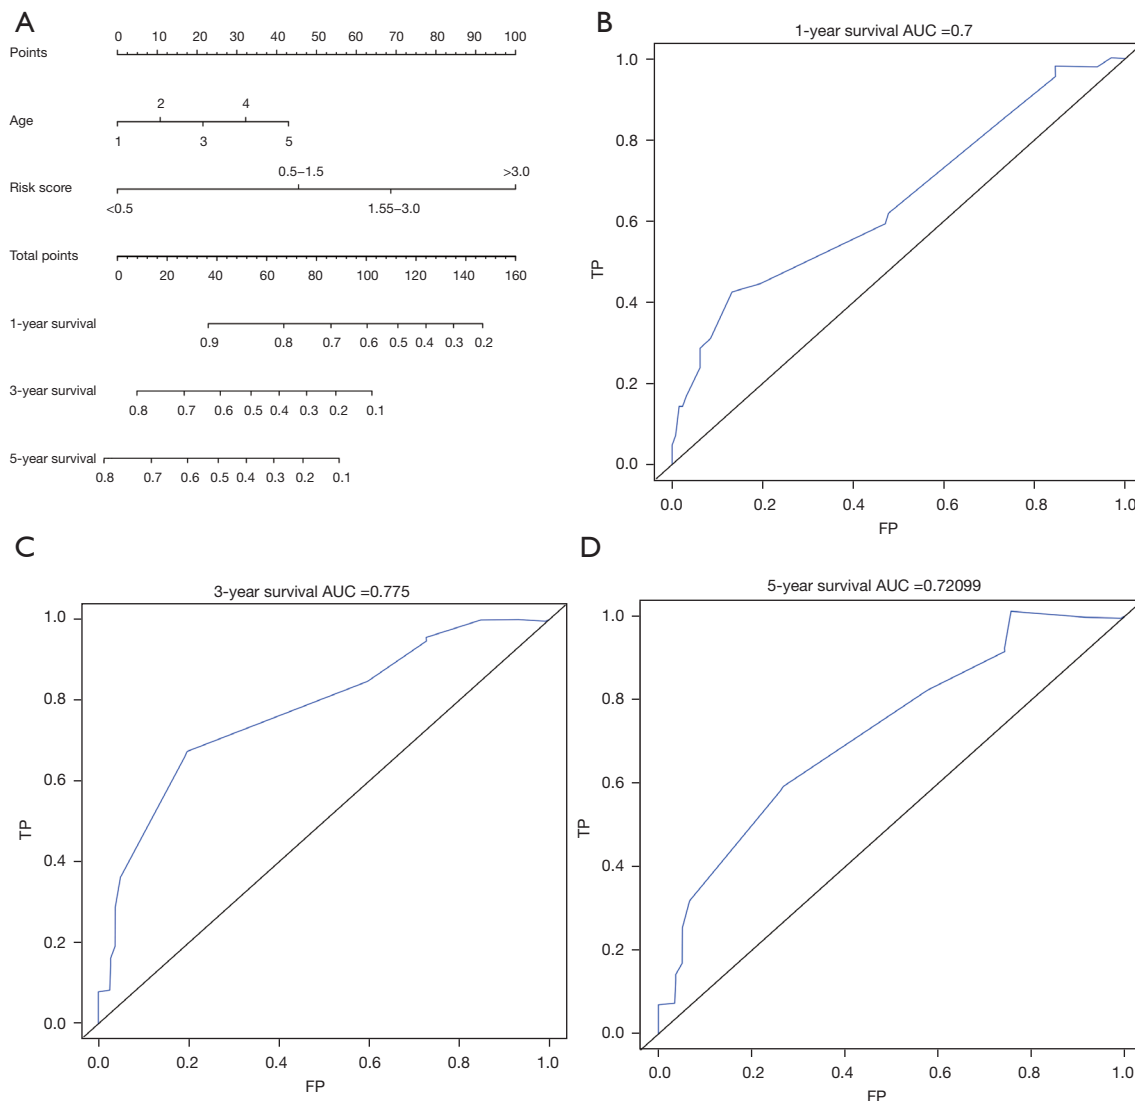 A
Points
0 10 20 30 40 50 60 70 80 90 100
Age
2 4
1 3 5
Risk score
0.5–1.5 >3.0
<0.5 1.55–3.0
Total points
0 20 40 60 80 100 120 140 160
1-year survival
0.9 0.8 0.7 0.6 0.5 0.4 0.3 0.2
3-year survival
0.8 0.7 0.6 0.5 0.4 0.3 0.2 0.1
5-year survival
0.8 0.7 0.6 0.5 0.4 0.3 0.2 0.1
B
1-year survival AUC =0.7
TP
1.0
0.8
0.6
0.4
0.2
0.0
0.0 0.2 0.4 0.6 0.8 1.0
FP
C
3-year survival AUC =0.775
TP
1.0
0.8
0.6
0.4
0.2
0.0
0.0 0.2 0.4 0.6 0.8 1.0
FP
D
5-year survival AUC =0.72099
TP
1.0
0.8
0.6
0.4
0.2
0.0
0.0 0.2 0.4 0.6 0.8 1.0
FP